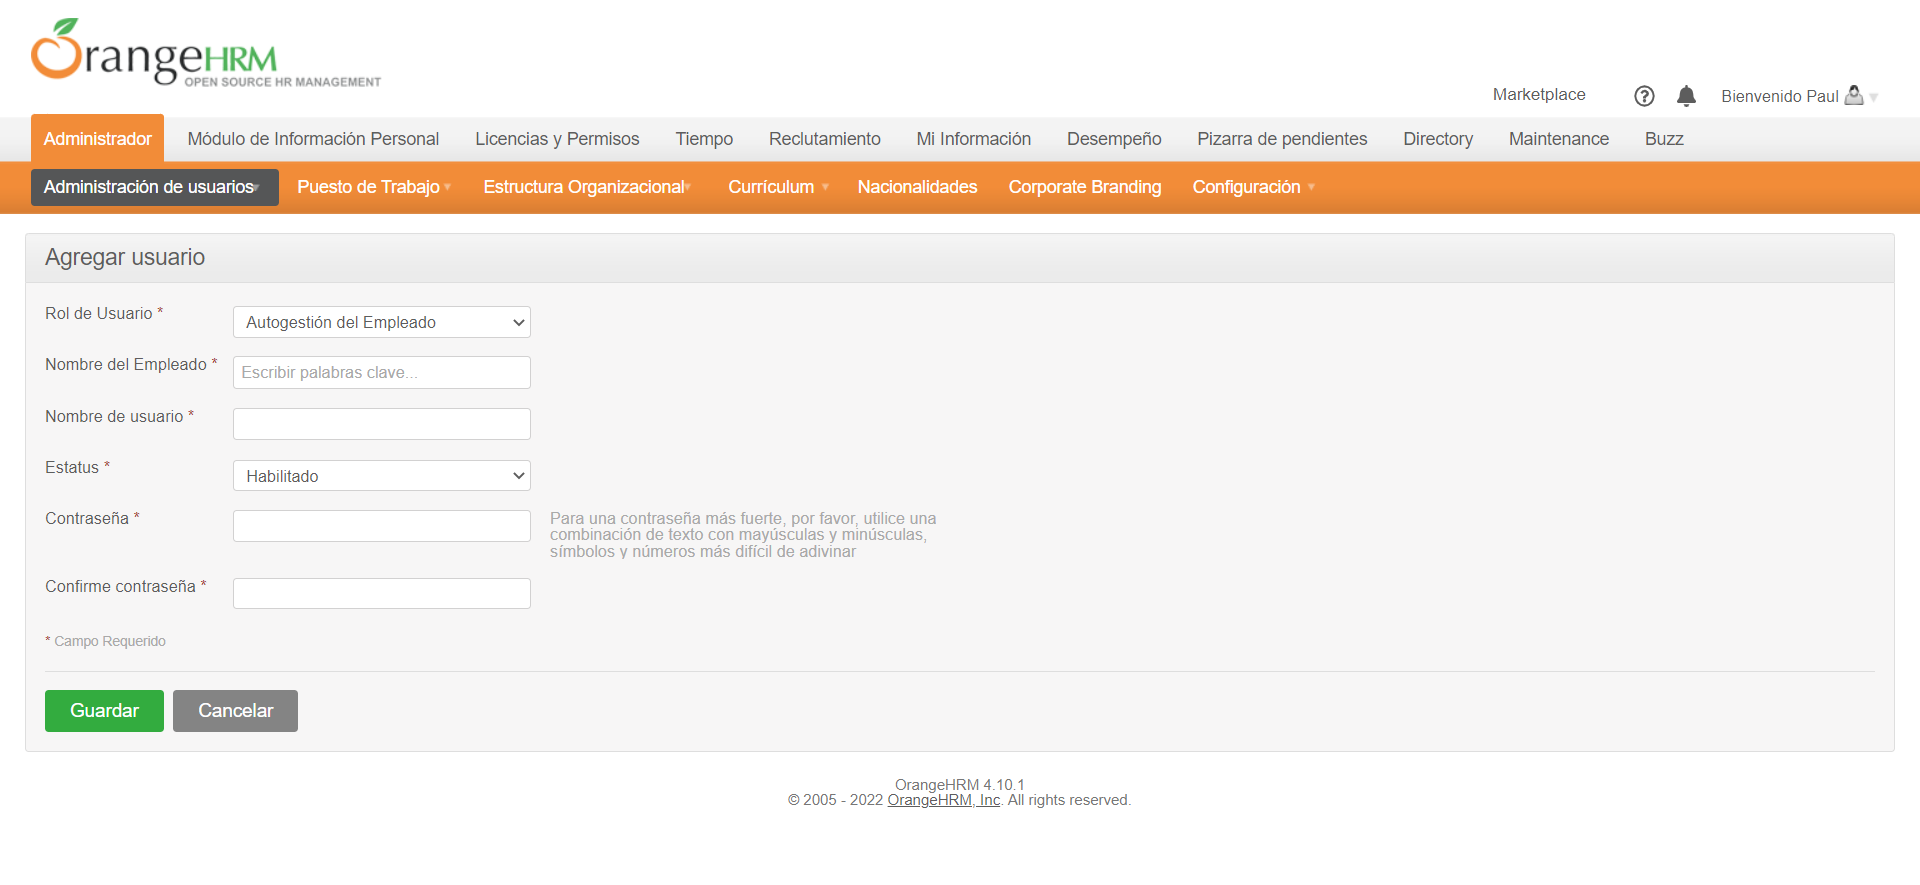 OrangeHRM
OPEN SOURCE HR MANAGEMENT
Marketplace
Bienvenido Paul
Administrador Módulo de Información Personal Licencias y Permisos Tiempo Reclutamiento Mi Información Desempeño Pizarra de pendientes Directory Maintenance Buzz
Administración de usuarios Puesto de Trabajo Estructura Organizacional Currículum Nacionalidades Corporate Branding Configuración
Agregar usuario
Rol de Usuario * Autogestión del Empleado
Nombre del Empleado * Escribir palabras clave...
Nombre de usuario *
Estatus * Habilitado
Contraseña * Para una contraseña más fuerte, por favor, utilice una
combinación de texto con mayúsculas y minúsculas,
símbolos y números más difícil de adivinar
Confirme contraseña *
* Campo Requerido
Guardar Cancelar
OrangeHRM 4.10.1
© 2005 - 2022 OrangeHRM, Inc. All rights reserved.